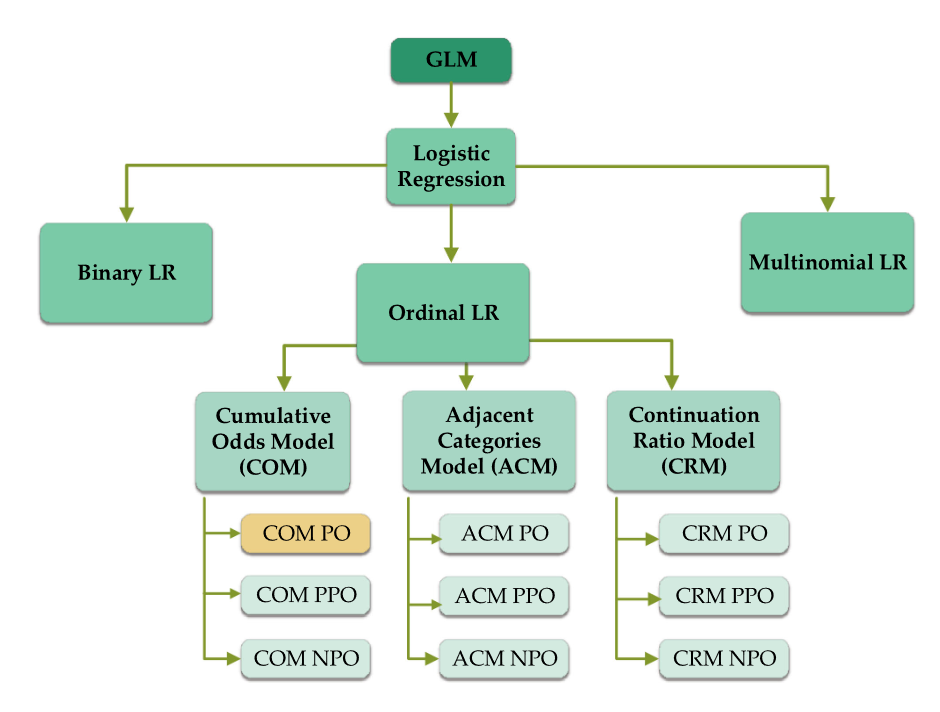 GLM
Logistic
Regression
Binary LR
Ordinal LR
Multinomial LR
Cumulative
Odds Model
(COM)
Adjacent
Categories
Model (ACM)
Continuation
Ratio Model
(CRM)
COM PO
COM PPO
COM NPO
ACM PO
ACM PPO
ACM NPO
CRM PO
CRM PPO
CRM NPO